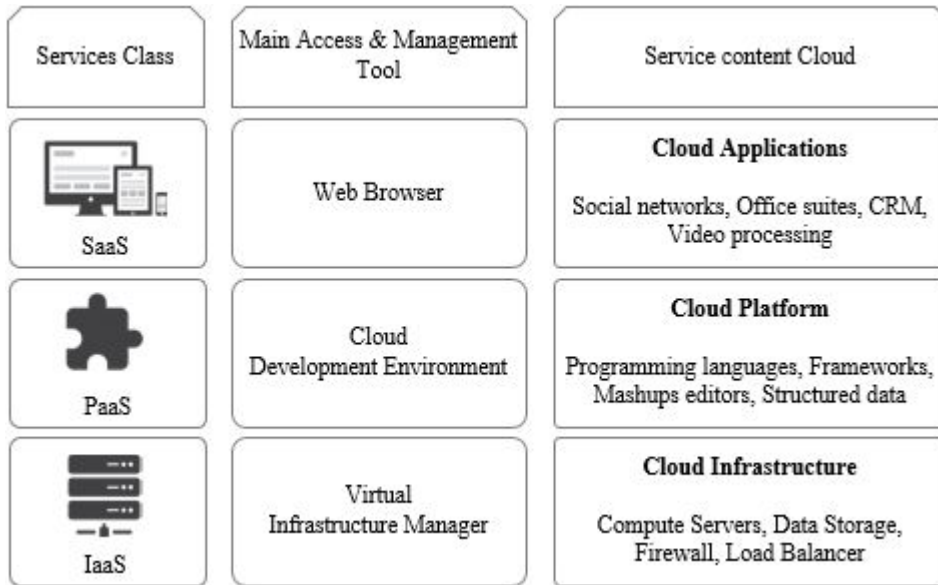 Services Class
Main Access & Management
Tool
Service content Cloud
SaaS
Web Browser
Cloud Applications
Social networks, Office suites, CRM,
Video processing
PaaS
Cloud
Development Environment
Cloud Platform
Programming languages, Frameworks,
Mashups editors, Structured data
IaaS
Virtual
Infrastructure Manager
Cloud Infrastructure
Compute Servers, Data Storage,
Firewall, Load Balancer